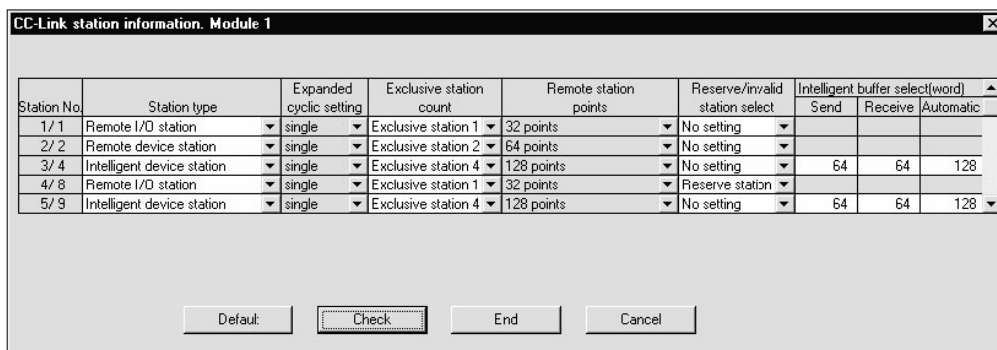 CC-Link station information. Module 1
Expanded Exclusive station Remote station Reserve/invalid Intelligent buffer select(word)
Station No. Station type cyclic setting count points station select Send Receive Automatic
1/ 1 Remote I/O station single Exclusive station 1 32 points No setting
2/ 2 Remote device station single Exclusive station 2 64 points No setting
3/ 4 Intelligent device station single Exclusive station 4 128 points No setting 64 64 128
4/ 8 Remote I/O station single Exclusive station 1 32 points Reserve station
5/ 9 Intelligent device station single Exclusive station 4 128 points No setting 64 64 128
Defaul: Check End Cancel